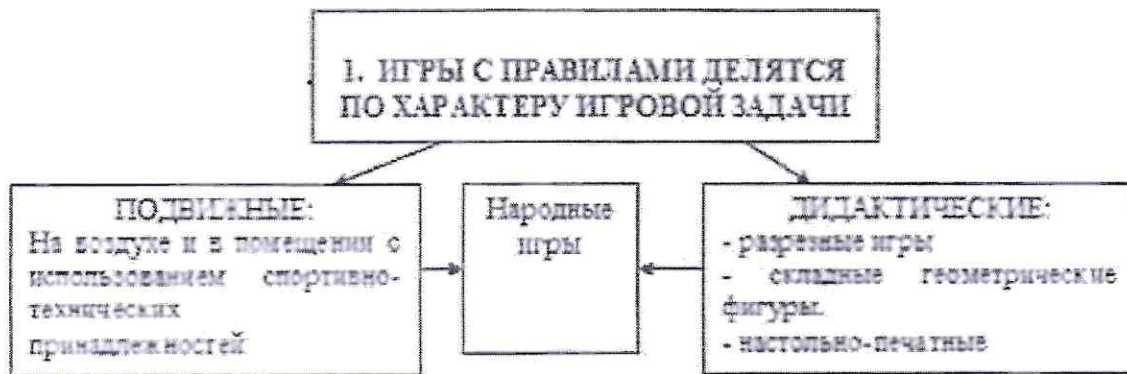 1. ИГРЫ С ПРАВИЛАМИ ДЕЛЯТСЯ
ПО ХАРАКТЕРУ ИГРОВОЙ ЗАДАЧИ
ПОДВИЖНЫЕ:
На воздухе и в помещении с
использованием спортивно-
технических
принадлежностей
Народные
игры
ДИДАКТИЧЕСКИЕ:
- разрезные игры;
- складные геометрические
фигуры.
- настольно-печатные